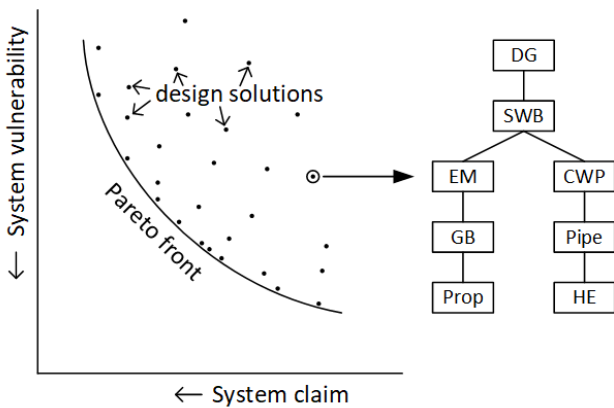 ← System vulnerability
design solutions
Pareto front
← System claim
DG
SWB
EM CWP
GB Pipe
Prop HE